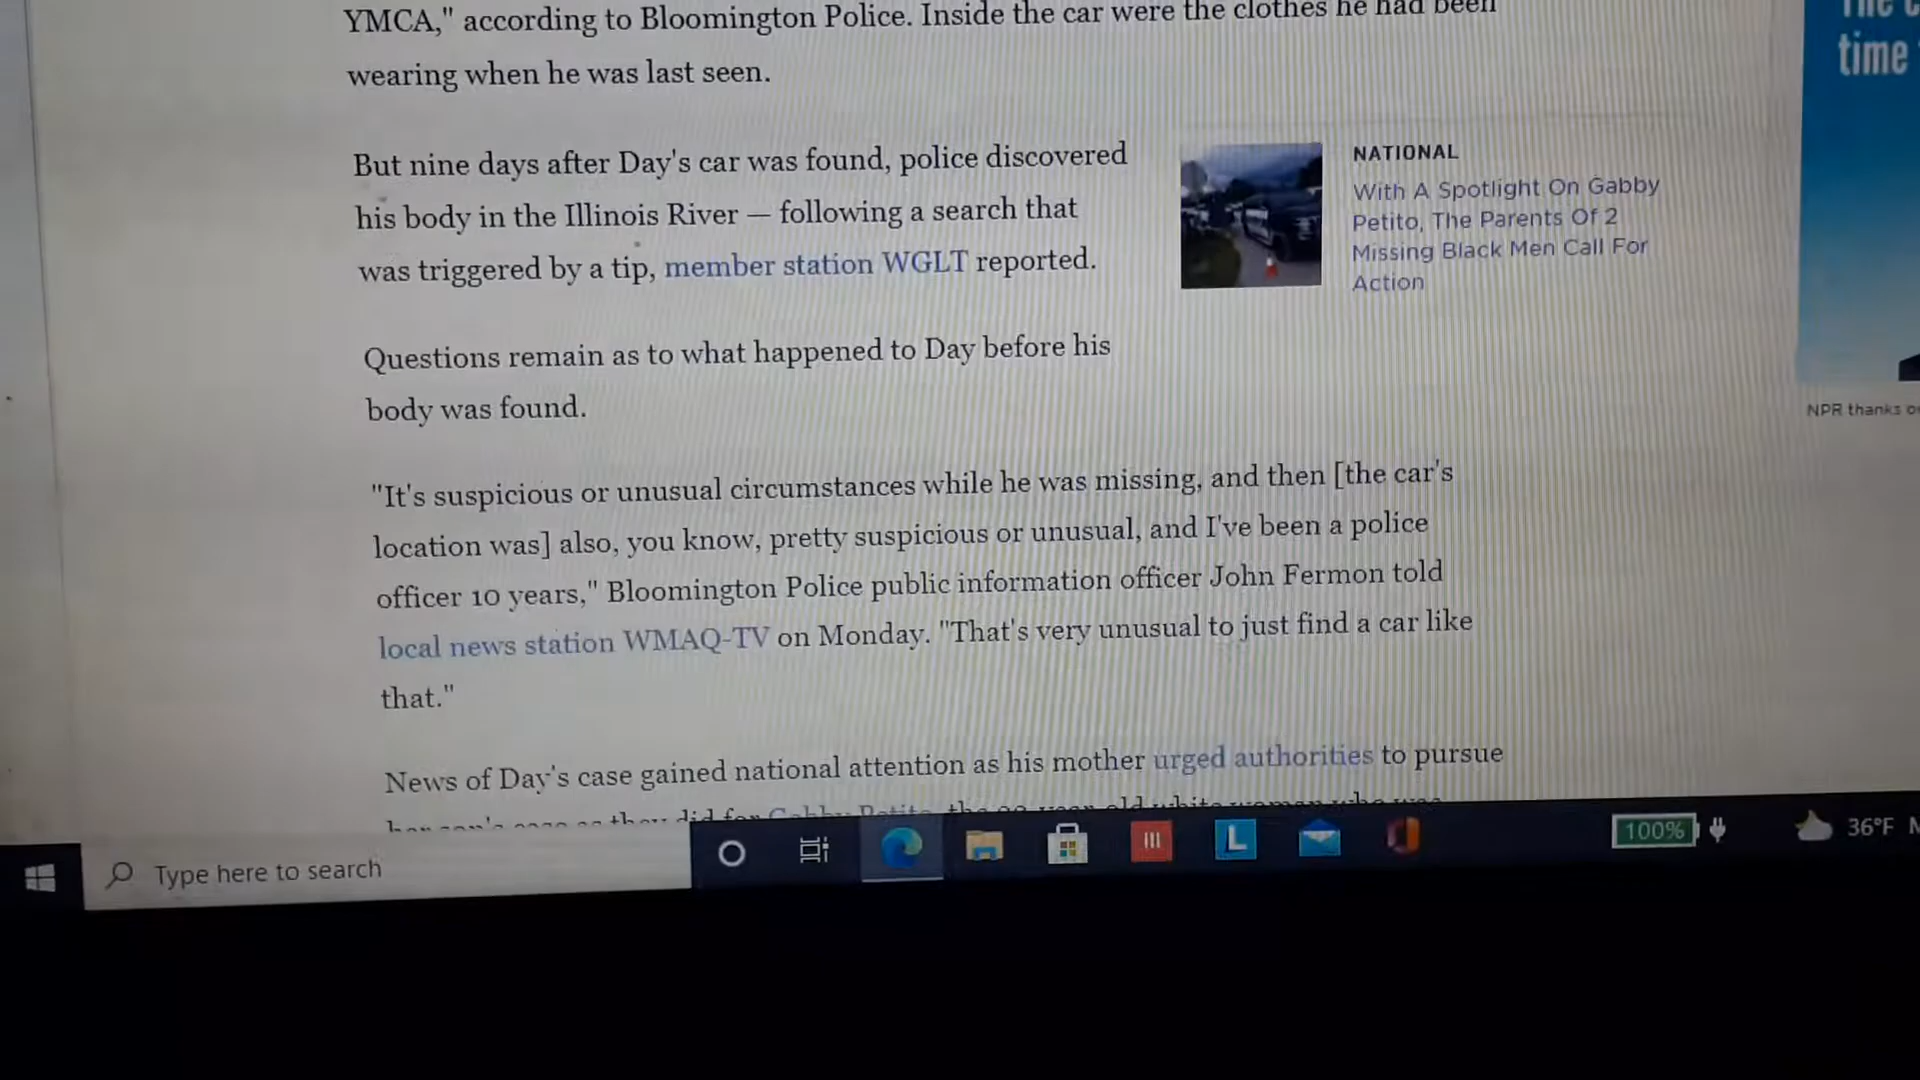 YMCA," according to Bloomington Police. Inside the car were the clothes he had been
wearing when he was last seen.
But nine days after Day's car was found, police discovered
his body in the Illinois River — following a search that
was triggered by a tip, member station WGLT reported.
NATIONAL
With A Spotlight On Gabby
Petito, The Parents Of 2
Missing Black Men Call For
Action
time
NPR thanks
Questions remain as to what happened to Day before his
body was found.
"It's suspicious or unusual circumstances while he was missing, and then [the car's
location was] also, you know, pretty suspicious or unusual, and I've been a police
officer 10 years," Bloomington Police public information officer John Fermon told
local news station WMAQ-TV on Monday. "That's very unusual to just find a car like
that."
News of Day's case gained national attention as his mother urged authorities to pursue
Type here to search
L
100%
36°F